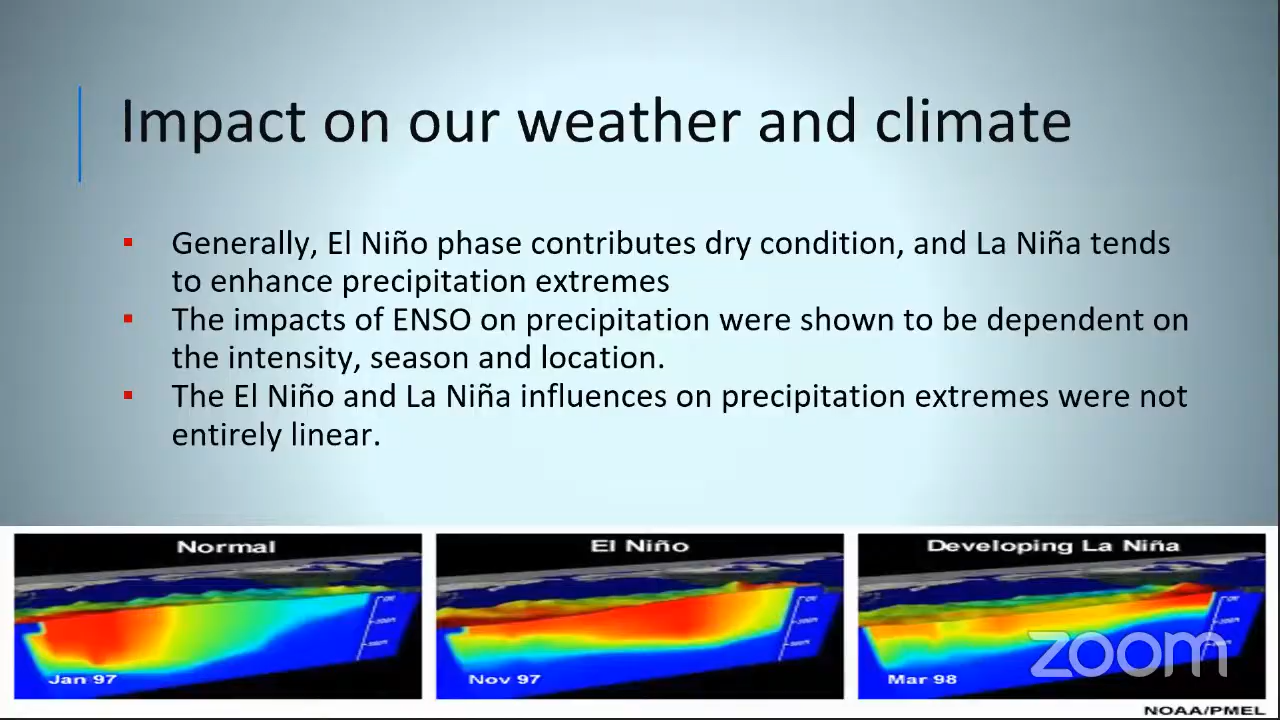 Impact on our weather and climate
Generally, El Niño phase contributes dry condition, and La Niña tends
to enhance precipitation extremes
The impacts of ENSO on precipitation were shown to be dependent on
the intensity, season and location.
The El Niño and La Niña influences on precipitation extremes were not
entirely linear.
Normal
Jan 97
El Niño
Nov 97
Developing La Niña
Mar 98
zoom
NOAA/PMEL